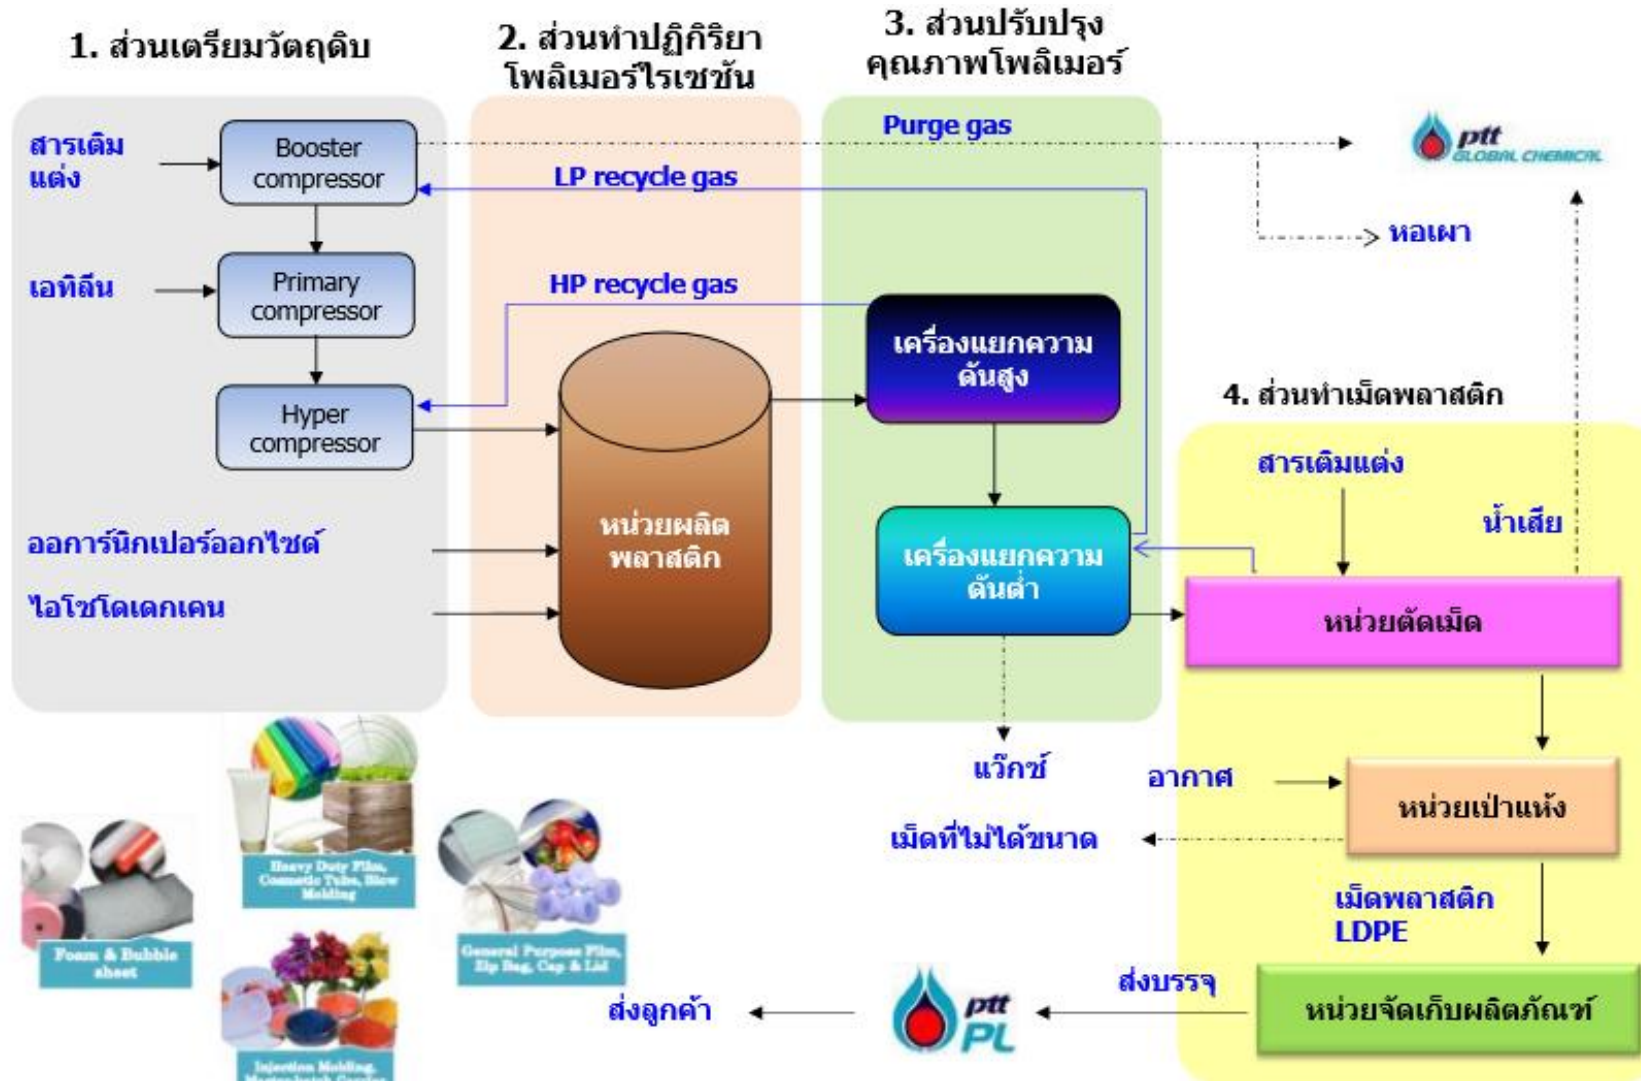 1. ส่วนเตรียมวัตถุดิบ
2. ส่วนทำปฏิกิริยา
โพลิเมอร์ไรเซชัน
3. ส่วนปรับปรุง
คุณภาพโพลิเมอร์
สารเติม
แต่ง
Booster
compressor
Purge gas
ptt
GLOBAL CHEMICAL
LP recycle gas
หอเผา
เอทิลีน
Primary
compressor
HP recycle gas
เครื่องแยกความ
ดันสูง
Hyper
compressor
4. ส่วนทำเม็ดพลาสติก
สารเติมแต่ง
น้ำเสีย
ออการ์นิกเปอร์ออกไซด์
หน่วยผลิต
พลาสติก
เครื่องแยกความ
ดันต่ำ
ไอโซโดเดกเคน
หน่วยตัดเม็ด
แว๊กซ์
อากาศ
หน่วยเป่าแห้ง
เม็ดที่ไม่ได้ขนาด
เม็ดพลาสติก
LDPE
Heavy Duty Film,
Cosmetic Tube, Blow
Molding
Foam & Bubble
sheet
General Purpose Film,
Zip Bag, Cap & Lid
ส่งบรรจุ
หน่วยจัดเก็บผลิตภัณฑ์
ส่งลูกค้า
ptt
PL
Injection Molding,